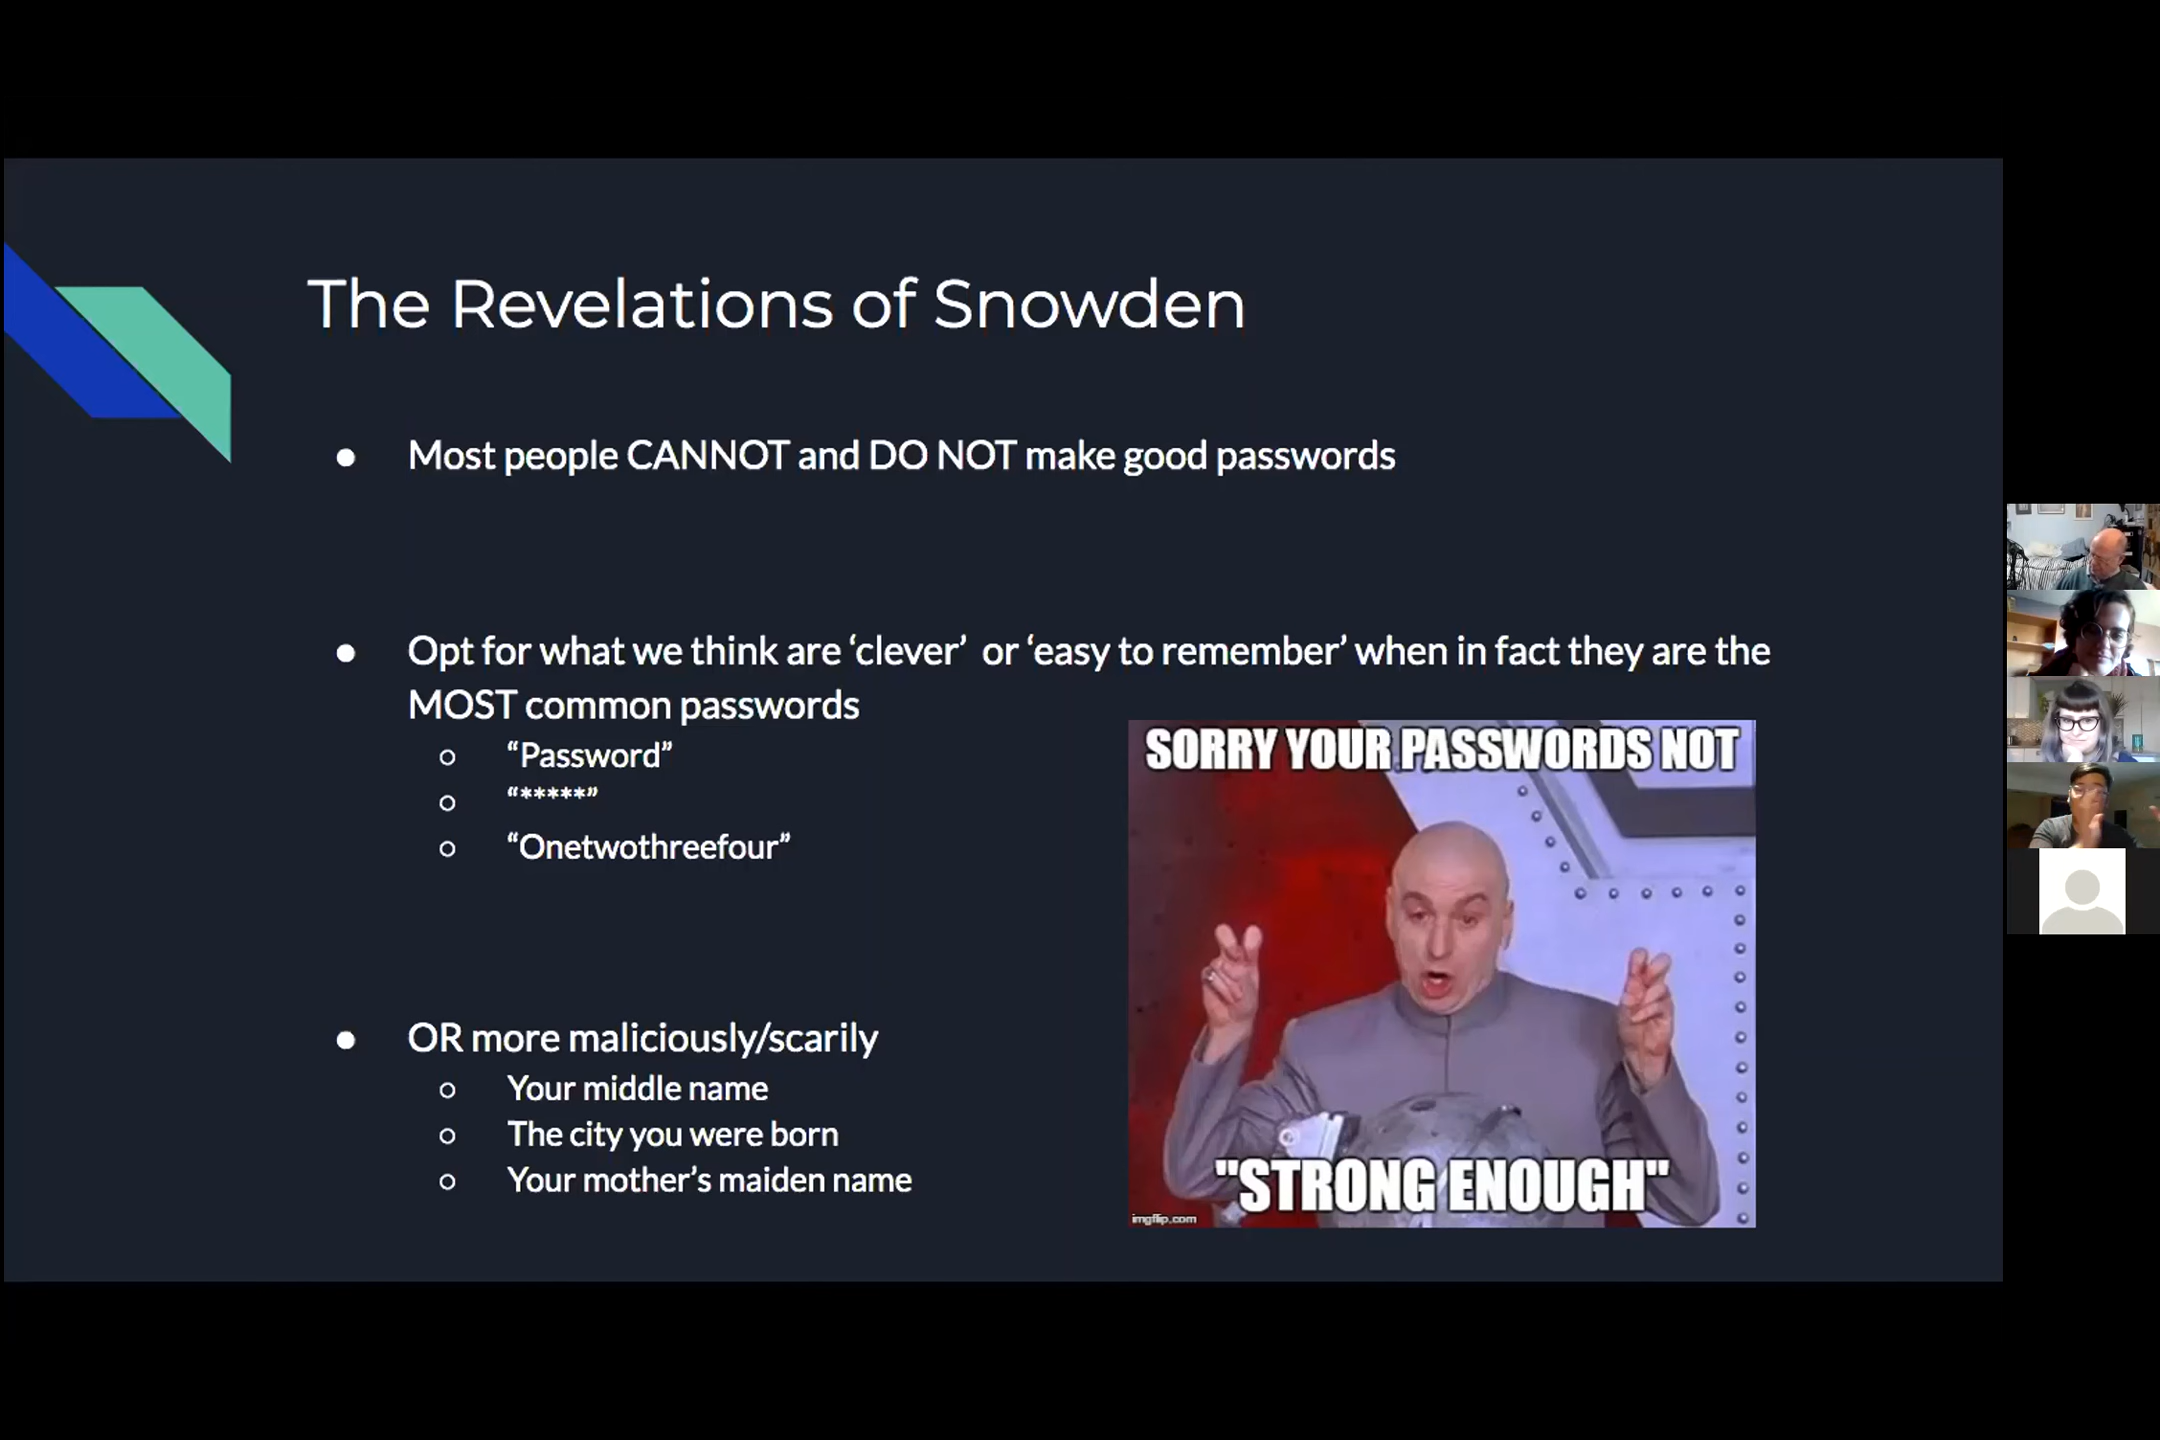 The Revelations of Snowden
● Most people CANNOT and DO NOT make good passwords
● Opt for what we think are ‘clever’ or ‘easy to remember’ when in fact they are the
MOST common passwords
○ “Password”
○ “*****”
○ “Onetwothreefour”
● OR more maliciously/scarily
○ Your middle name
○ The city you were born
○ Your mother’s maiden name
SORRY YOUR PASSWORDS NOT
"STRONG ENOUGH"
imgflip.com